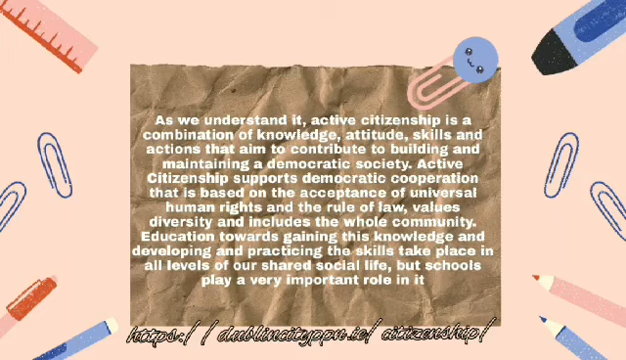 As we understand it, active citizenship is a
combination of knowledge, attitude, skills and
actions that aim to contribute to building and
maintaining a democratic society. Active
Citizenship supports democratic cooperation
that is based on the acceptance of universal
human rights and the rule of law, values
diversity and includes the whole community.
Education towards gaining this knowledge and
developing and practicing the skills take place in
all levels of our shared social life, but schools
play a very important role in it
https://dublincityppn.ie/citizenship/